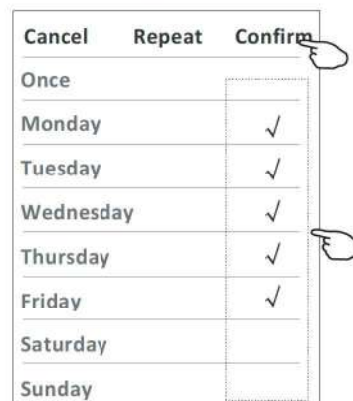 Cancel Repeat Confirm
Once
Monday √
Tuesday √
Wednesday √
Thursday √
Friday √
Saturday
Sunday